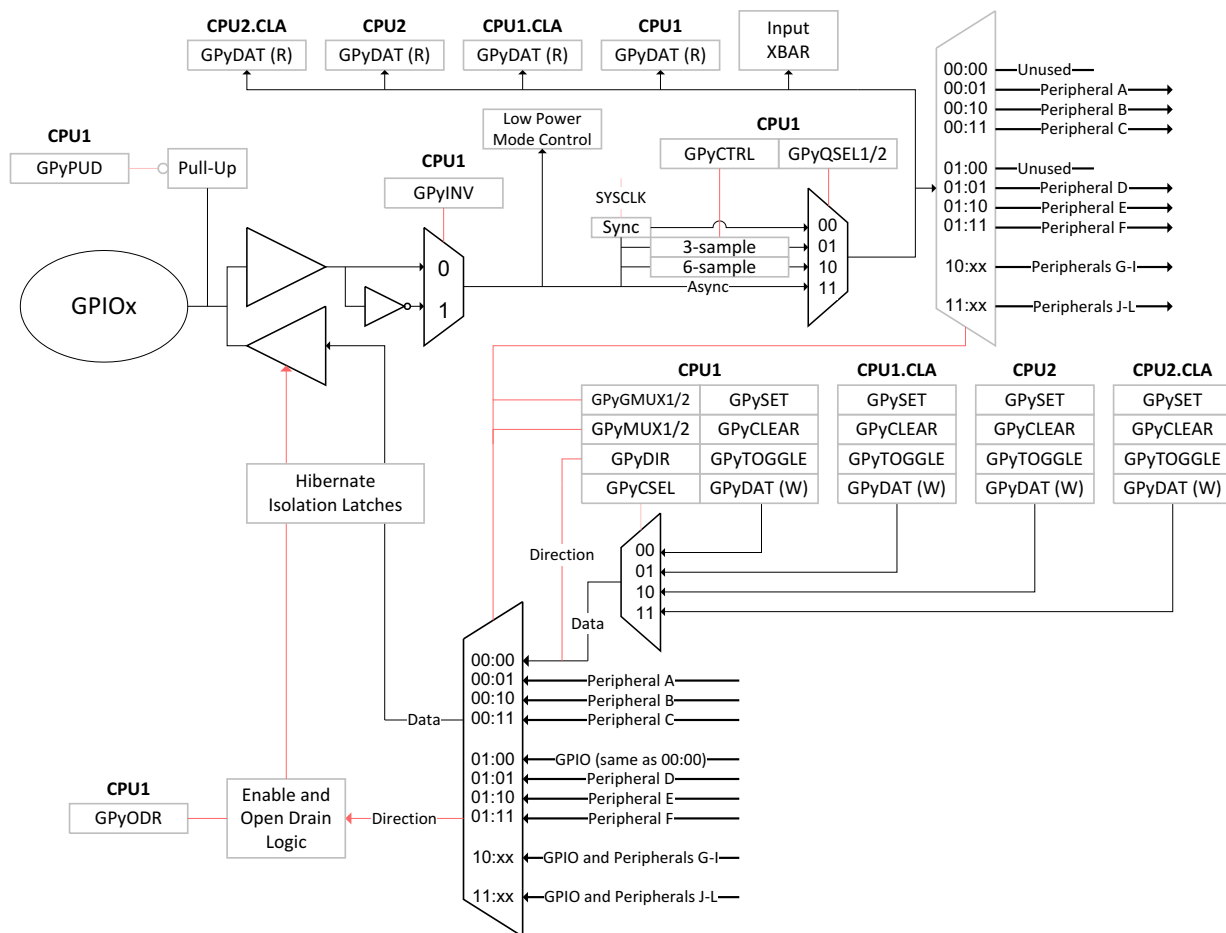 CPU2.CLA CPU2 CPU1.CLA CPU1
GPyDAT (R) GPyDAT (R) GPyDAT (R) GPyDAT (R)
Input
XBAR
00:00 Unused
00:01 Peripheral A
00:10 Peripheral B
00:11 Peripheral C
01:00 Unused
01:01 Peripheral D
01:10 Peripheral E
01:11 Peripheral F
10:xx Peripherals G-I
11:xx Peripherals J-L
CPU1
GPyPUD
Pull-Up
CPU1
GPyINV
Low Power
Mode Control
CPU1
GPyCTRL GPyQSEL1/2
SYSCLK
Sync
3-sample
6-sample
Async
00
01
10
11
0
1
GPIOx
CPU1 CPU1.CLA CPU2 CPU2.CLA
GPyGMUX1/2 GPySET GPySET GPySET GPySET
GPyMUX1/2 GPyCLEAR GPyCLEAR GPyCLEAR GPyCLEAR
GPyDIR GPyTOGGLE GPyTOGGLE GPyTOGGLE GPyTOGGLE
GPyCSEL GPyDAT (W) GPyDAT (W) GPyDAT (W) GPyDAT (W)
Hibernate
Isolation Latches
00
01
10
11
Direction
Data
00:00
00:01 Peripheral A
00:10 Peripheral B
00:11 Peripheral C
Data
01:00 GPIO (same as 00:00)
01:01 Peripheral D
01:10 Peripheral E
01:11 Peripheral F
10:xx GPIO and Peripherals G-I
11:xx GPIO and Peripherals J-L
CPU1
GPyODR
Enable and
Open Drain
Logic
Direction